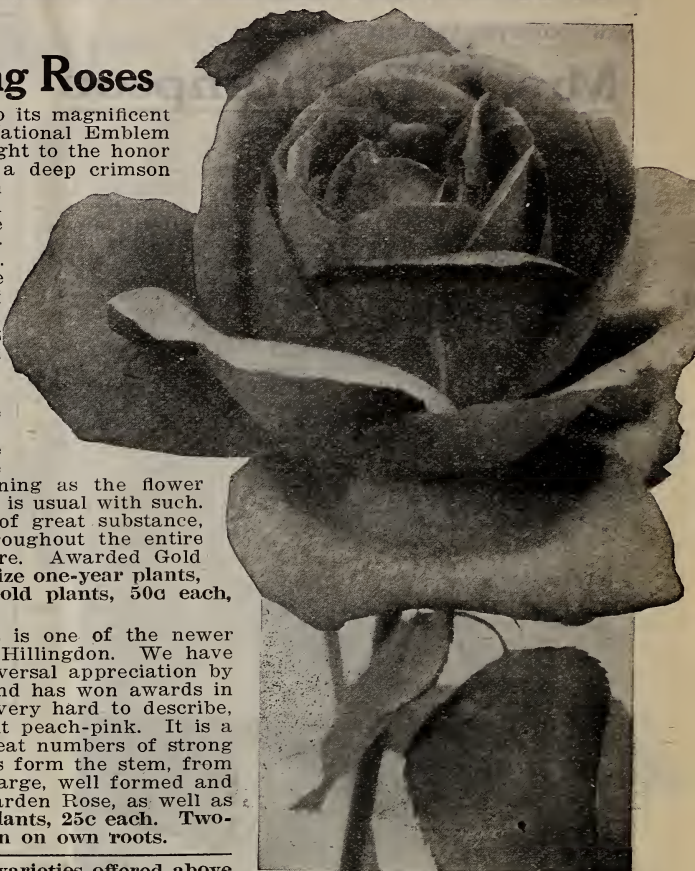 g Roses
o its magnificent
ational Emblem
ght to the honor
a deep crimson
ning as the flower
is usual with such.
of great substance,
roughout the entire
re. Awarded Gold
ize one-year plants,
old plants, 50c each,
is one of the newer
Hillingdon. We have
versal appreciation by
nd has won awards in
very hard to describe,
t peach-pink. It is a
eat numbers of strong
s form the stem, from
arge, well formed and
arden Rose, as well as
lants, 25c each. Two-
n on own roots.
varieties offered above